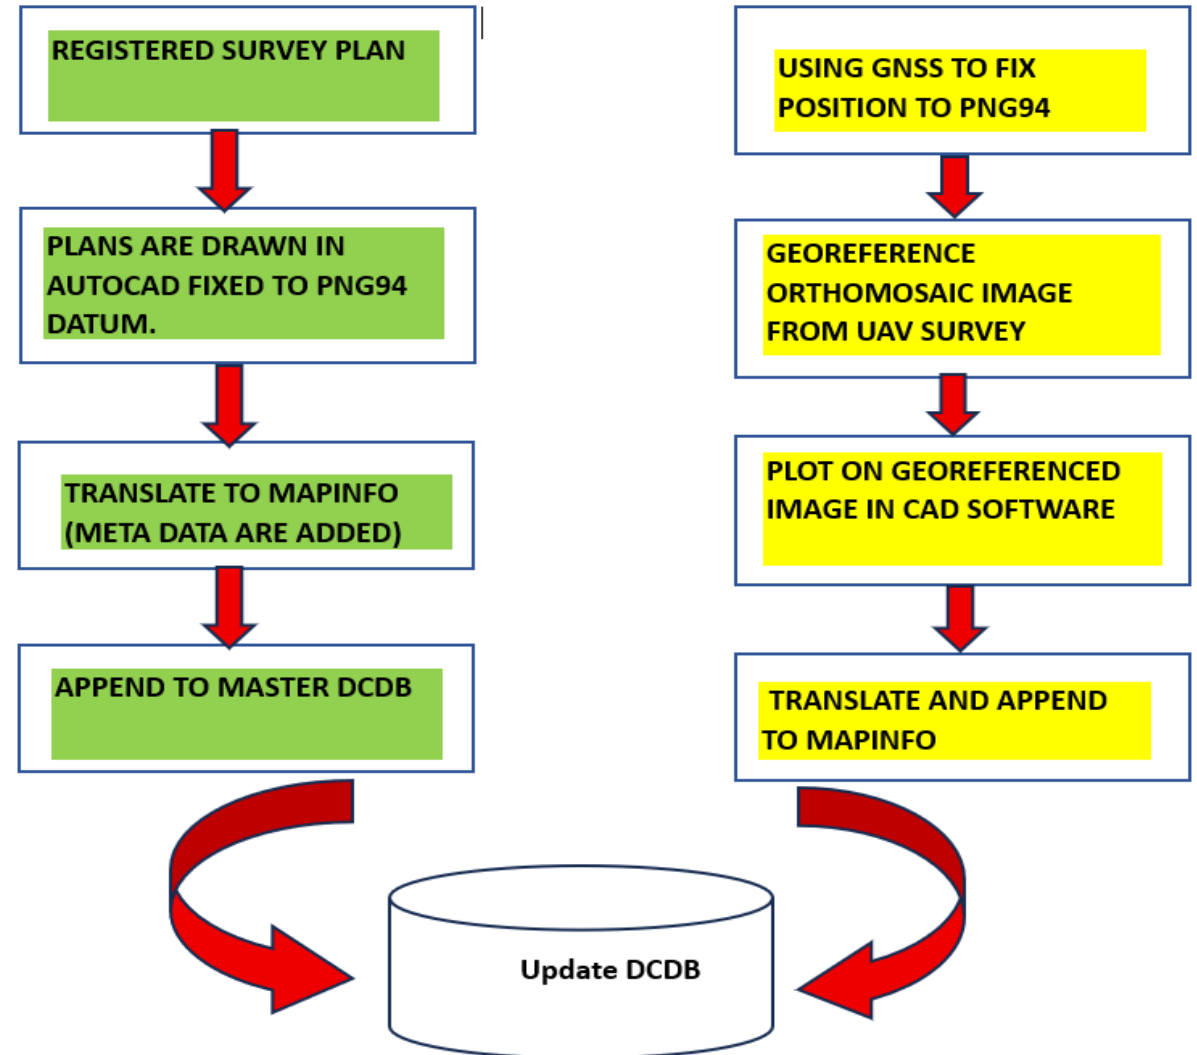 REGISTERED SURVEY PLAN
PLANS ARE DRAWN IN
AUTOCAD FIXED TO PNG94
DATUM.
TRANSLATE TO MAPINFO
(META DATA ARE ADDED)
APPEND TO MASTER DCDB
USING GNSS TO FIX
POSITION TO PNG94
GEOREFERENCE
ORTHOMOSAIC IMAGE
FROM UAV SURVEY
PLOT ON GEOREFERENCED
IMAGE IN CAD SOFTWARE
TRANSLATE AND APPEND
TO MAPINFO
Update DCDB